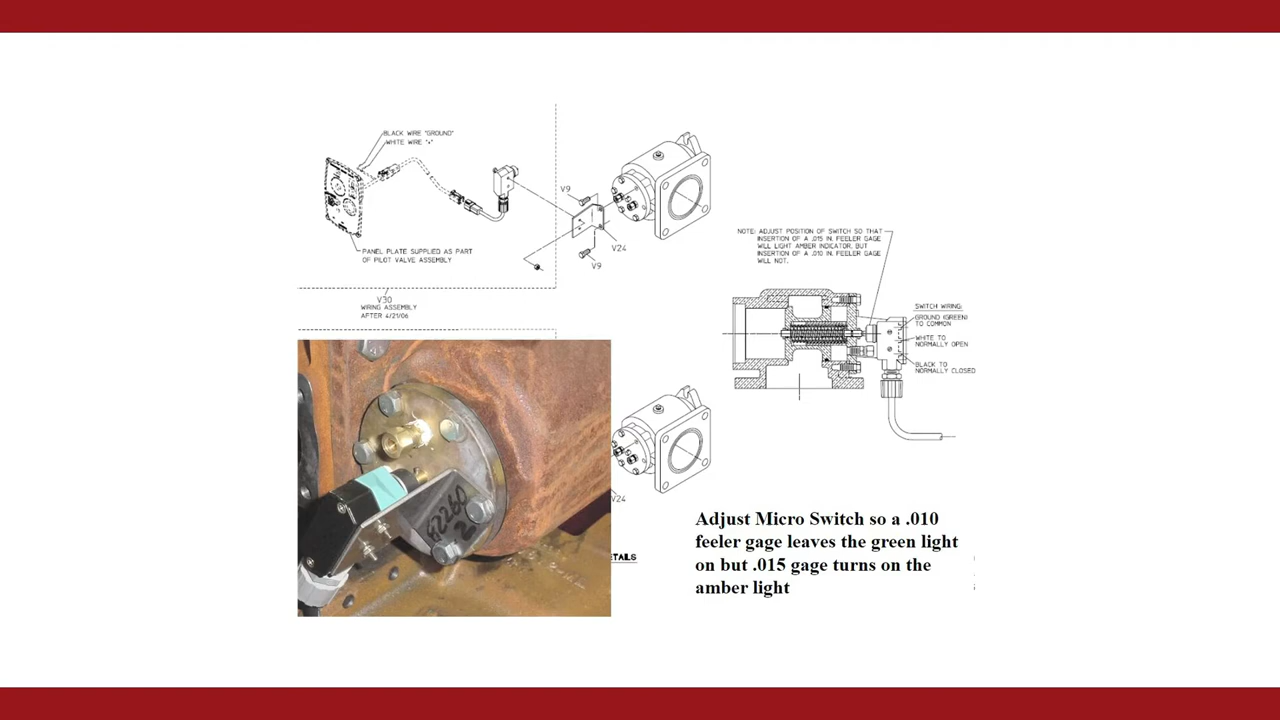 BLACK WIRE "GROUND"
WHITE WIRE "+"
V9
V24
V9
PANEL PLATE SUPPLIED AS PART
OF PILOT VALVE ASSEMBLY
V30
WIRING ASSEMBLY
AFTER 4/21/06
NOTE: ADJUST POSITION OF SWITCH SO THAT
INSERTION OF A .015 IN. FEELER GAGE
WILL LIGHT AMBER INDICATOR, BUT
INSERTION OF A .010 IN. FEELER GAGE
WILL NOT.
SWITCH WIRING:
GROUND (GREEN)
TO COMMON
WHITE TO
NORMALLY OPEN
BLACK TO
NORMALLY CLOSED
82260
2
V24
ETAILS
Adjust Micro Switch so a .010
feeler gage leaves the green light
on but .015 gage turns on the
amber light